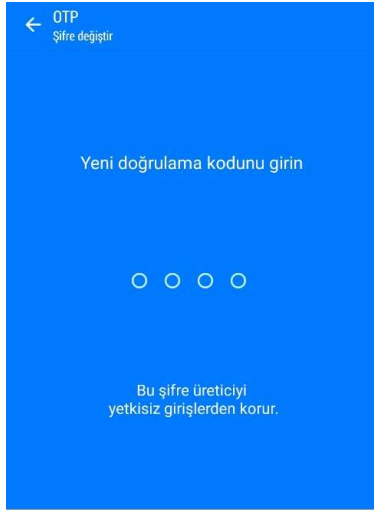 OTP
Şifre değiştir
Yeni doğrulama kodunu girin
Bu şifre üreticiyi
yetkisiz girişlerden korur.